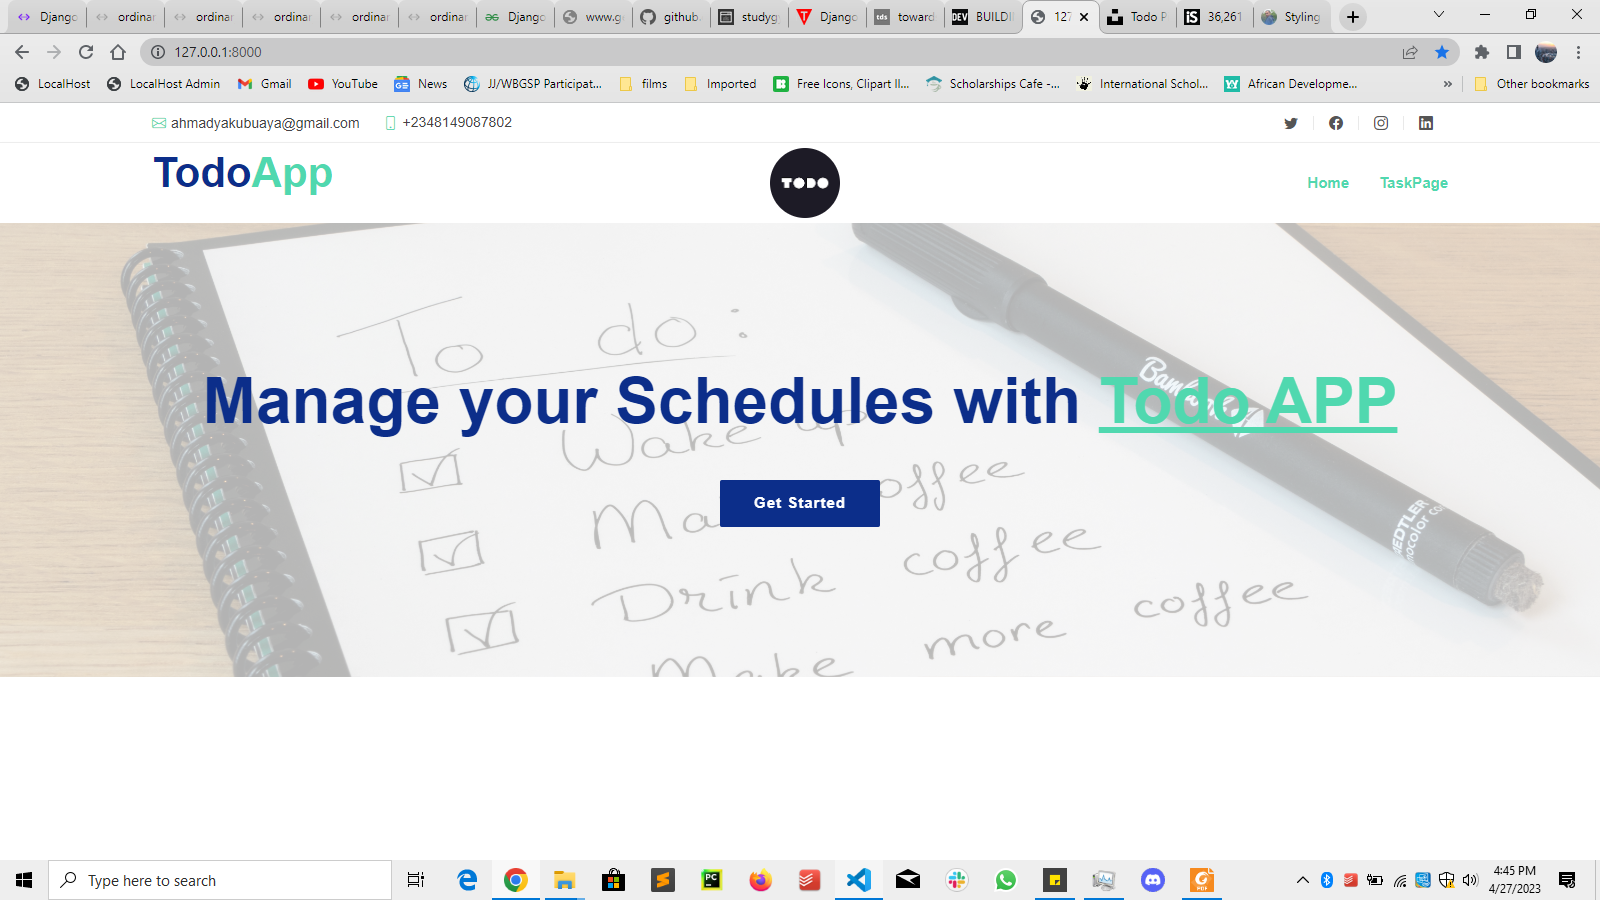 Django
ordinar
ordinar
ordinar
ordinar
ordinar
Django
www.ge
github.
studyg
Django
toward
BUILDI
127
Todo P
36,261
Styling
127.0.0.1:8000
LocalHost
LocalHost Admin
Gmail
YouTube
News
JJ/WBGSP Participat...
films
Imported
Free Icons, Clipart Il...
Scholarships Cafe -...
International Schol...
African Developme...
»
Other bookmarks
ahmadyakubuaya@gmail.com
+2348149087802
TodoApp
TODO
Home
TaskPage
To do:
Manage your Schedules with Todo APP
Wake up
Get Started
coffee
Drink coffee
Make more coffee
STAEDTLER
Type here to search
4:45 PM
4/27/2023